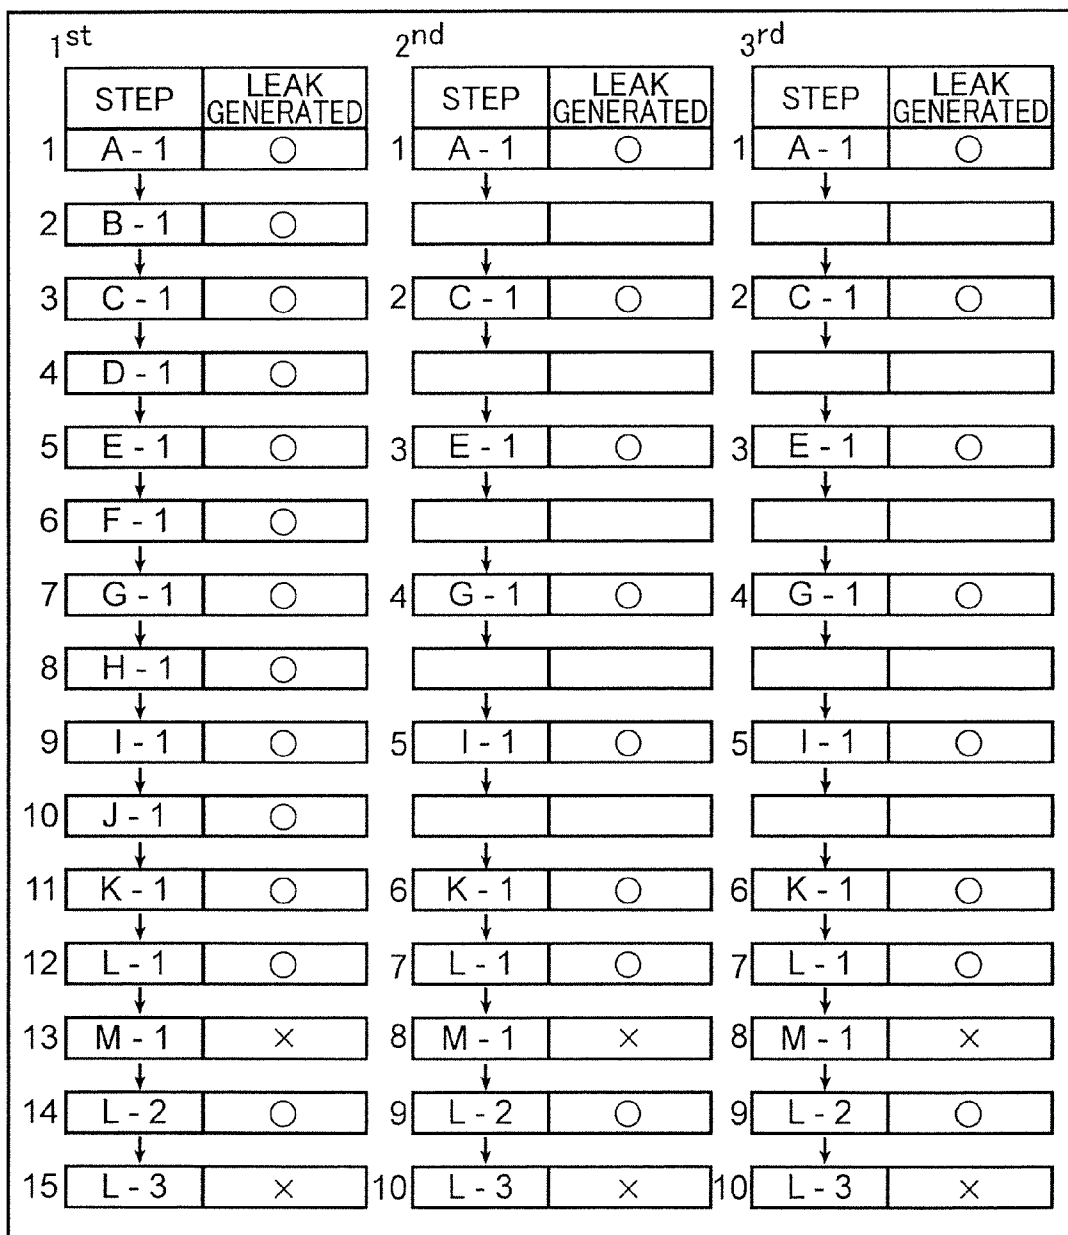 1st 2nd 3rd
STEP LEAK GENERATED STEP LEAK GENERATED STEP LEAK GENERATED
1 A - 1 ○ 1 A - 1 ○ 1 A - 1 ○
2 B - 1 ○
3 C - 1 ○ 2 C - 1 ○ 2 C - 1 ○
4 D - 1 ○
5 E - 1 ○ 3 E - 1 ○ 3 E - 1 ○
6 F - 1 ○
7 G - 1 ○ 4 G - 1 ○ 4 G - 1 ○
8 H - 1 ○
9 I - 1 ○ 5 I - 1 ○ 5 I - 1 ○
10 J - 1 ○
11 K - 1 ○ 6 K - 1 ○ 6 K - 1 ○
12 L - 1 ○ 7 L - 1 ○ 7 L - 1 ○
13 M - 1 × 8 M - 1 × 8 M - 1 ×
14 L - 2 ○ 9 L - 2 ○ 9 L - 2 ○
15 L - 3 × 10 L - 3 × 10 L - 3 ×